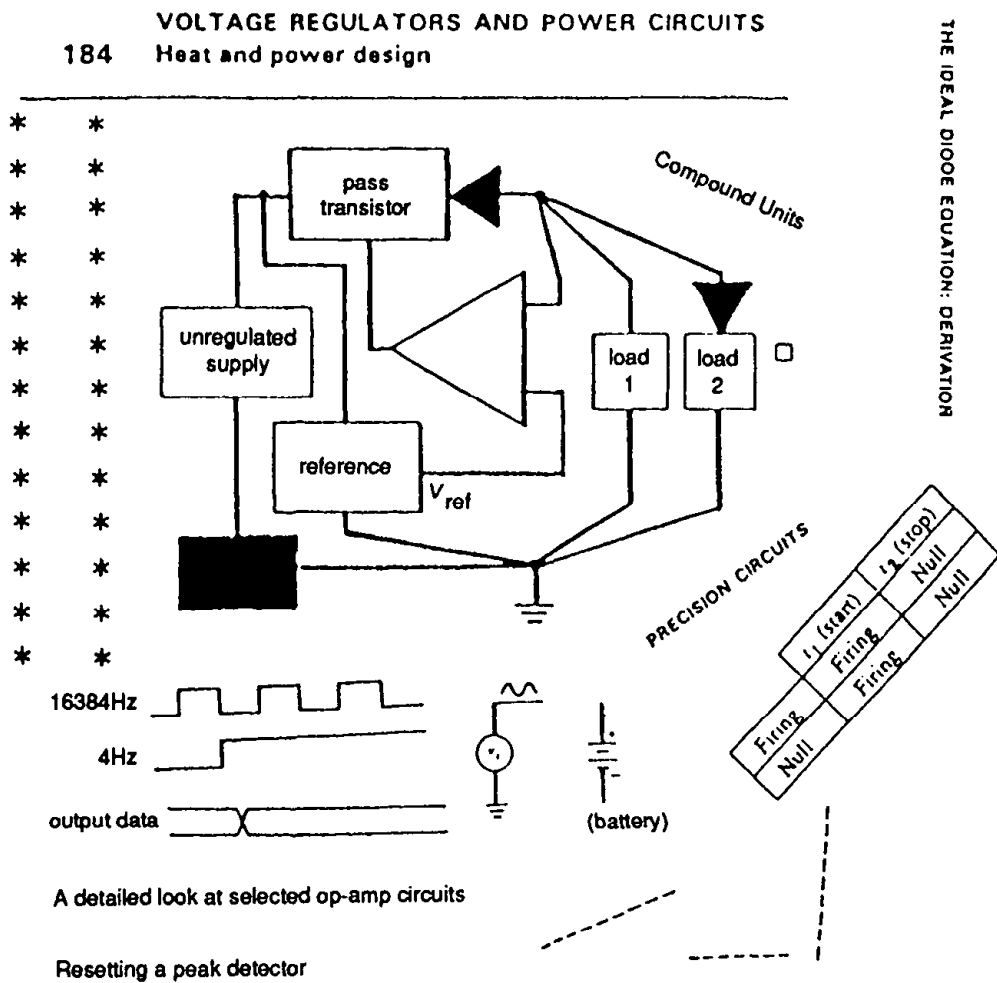 VOLTAGE REGULATORS AND POWER CIRCUITS
184 Heat and power design
THE IDEAL DIODE EQUATION: DERIVATION
* *
* *
* *
* *
* *
* *
* *
* *
* *
* *
* *
* *
* *
pass
transistor
Compound Units
unregulated
supply
load
1
load
2
reference
Vref
PRECISION CIRCUITS
t1 (start) t2 (stop)
Firing Firing Null
Null Firing Null
16384Hz
4Hz
output data
+
-
(battery)
A detailed look at selected op-amp circuits
Resetting a peak detector